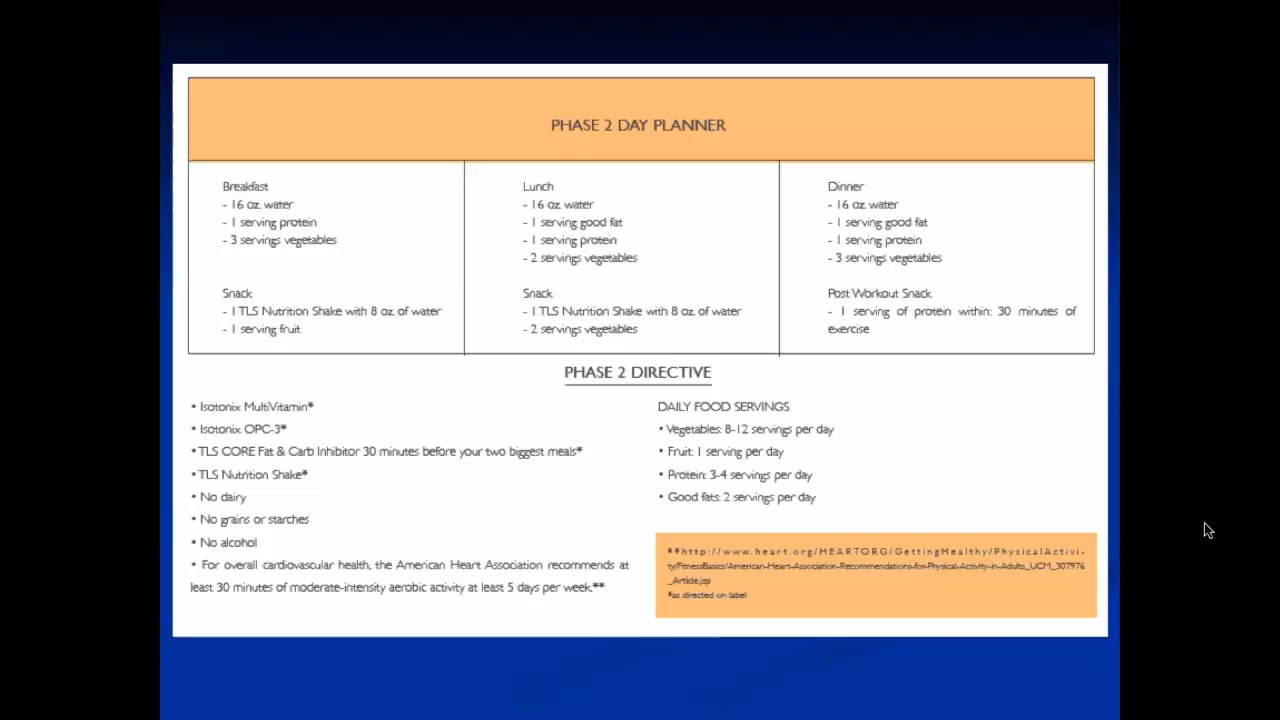 PHASE 2 DAY PLANNER
Breakfast
- 16 oz. water
- 1 serving protein
- 3 servings vegetables
Snack
- 1 TLS Nutrition Shake with 8 oz. of water
- 1 serving fruit
Lunch
- 16 oz. water
- 1 serving good fat
- 1 serving protein
- 2 servings vegetables
Snack
- 1 TLS Nutrition Shake with 8 oz. of water
- 2 servings vegetables
Dinner
- 16 oz. water
- 1 serving good fat
- 1 serving protein
- 3 servings vegetables
Post Workout Snack
- 1 serving of protein within: 30 minutes of
exercise
PHASE 2 DIRECTIVE
• Isotonix MultiVitamin*
• Isotonix OPC-3*
• TLS CORE Fat & Carb Inhibitor 30 minutes before your two biggest meals*
• TLS Nutrition Shake*
• No dairy
• No grains or starches
• No alcohol
• For overall cardiovascular health, the American Heart Association recommends at
least 30 minutes of moderate-intensity aerobic activity at least 5 days per week.**
DAILY FOOD SERVINGS
• Vegetables: 8-12 servings per day
• Fruit: 1 serving per day
• Protein: 3-4 servings per day
• Good fats: 2 servings per day
**http://www.heart.org/HEARTORG/GettingHealthy/PhysicalActivi-
ty/FitnessBasics/American-Heart-Association-Recommendations-for-Physical-Activity-in-Adults_UCM_307976
_Article.jsp
*as directed on label